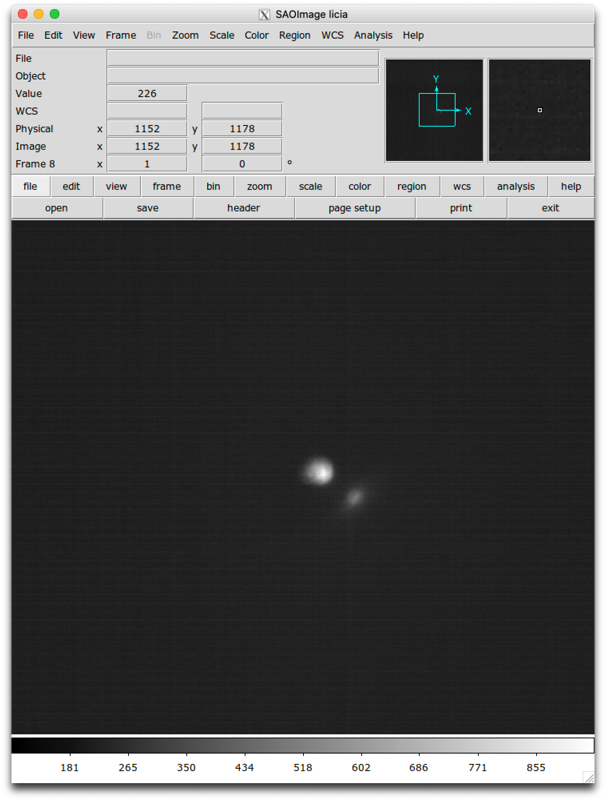 SAOImage licia
File Edit View Frame Bin Zoom Scale Color Region WCS Analysis Help
File
Object
Value 226
WCS
Physical x 1152 y 1178
Image x 1152 y 1178
Frame 8 x 1 0 °
Y
X
file edit view frame bin zoom scale color region wcs analysis help
open save header page setup print exit
181 265 350 434 518 602 686 771 855